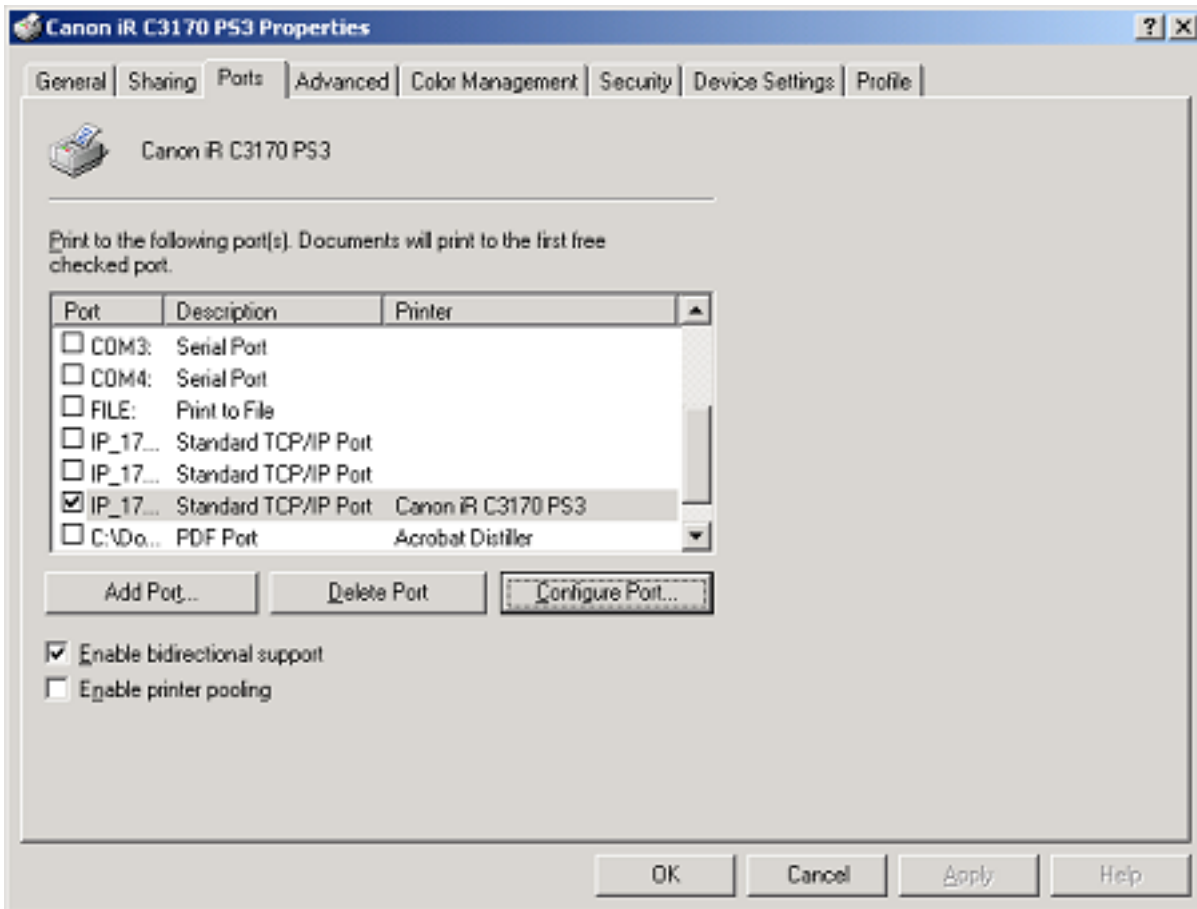 Canon iR C3170 PS3 Properties
General Sharing Ports Advanced Color Management Security Device Settings Profile
Canon iR C3170 PS3
Print to the following port(s). Documents will print to the first free
checked port.
Port Description Printer
COM3: Serial Port
COM4: Serial Port
FILE: Print to File
IP_17... Standard TCP/IP Port
IP_17... Standard TCP/IP Port
IP_17... Standard TCP/IP Port Canon iR C3170 PS3
C:\Do... PDF Port Acrobat Distiller
Add Port... Delete Port Configure Port...
Enable bidirectional support
Enable printer pooling
OK Cancel Apply Help